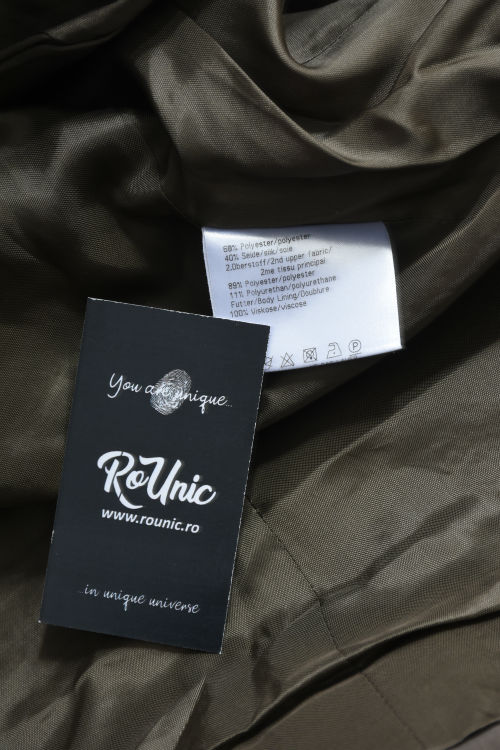 68% Polyester/polyester
40% Seide/silk/soie
2.Oberstoff/2nd upper fabric/
2me tissu principal
89% Polyester/polyester
11% Polyurethan/polyurethane
Futter/Body Lining/Doublure
100% Viskose/viscose
P
You are unique...
RoUnic
www.rounic.ro
...in unique universe